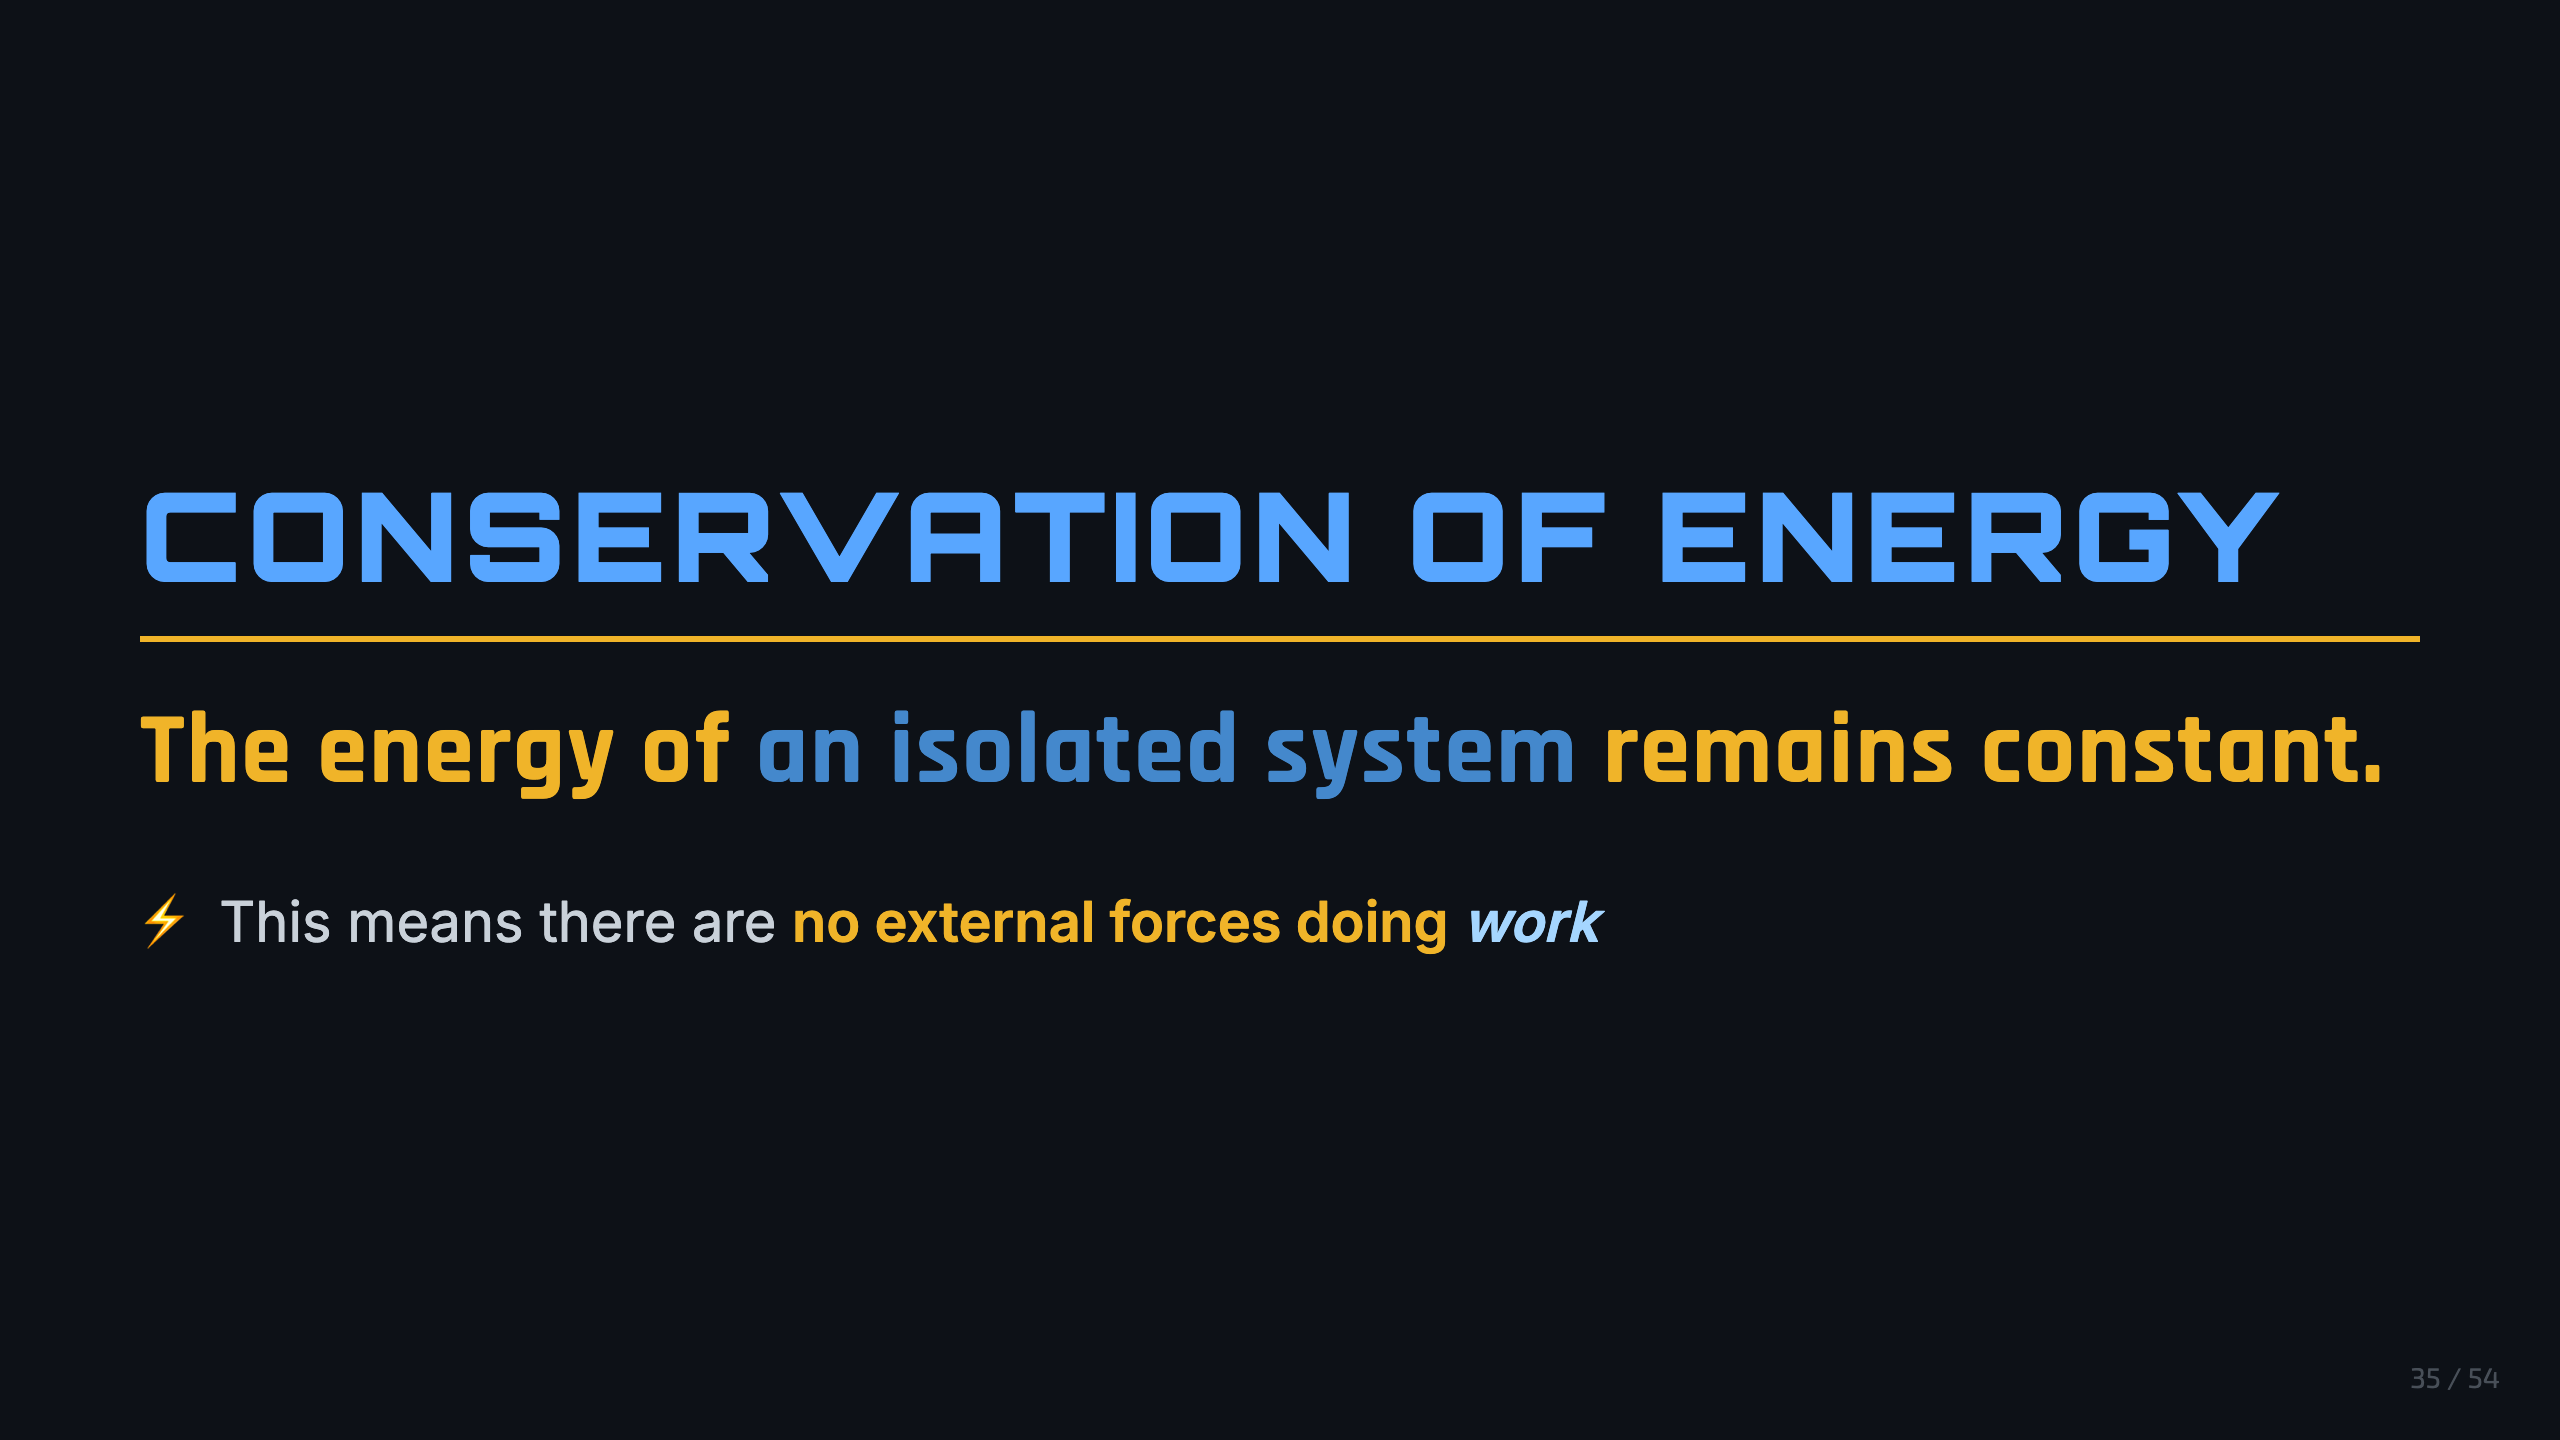 CONSERVATION OF ENERGY
The energy of an isolated system remains constant.
⚡ This means there are no external forces doing work
35 / 54